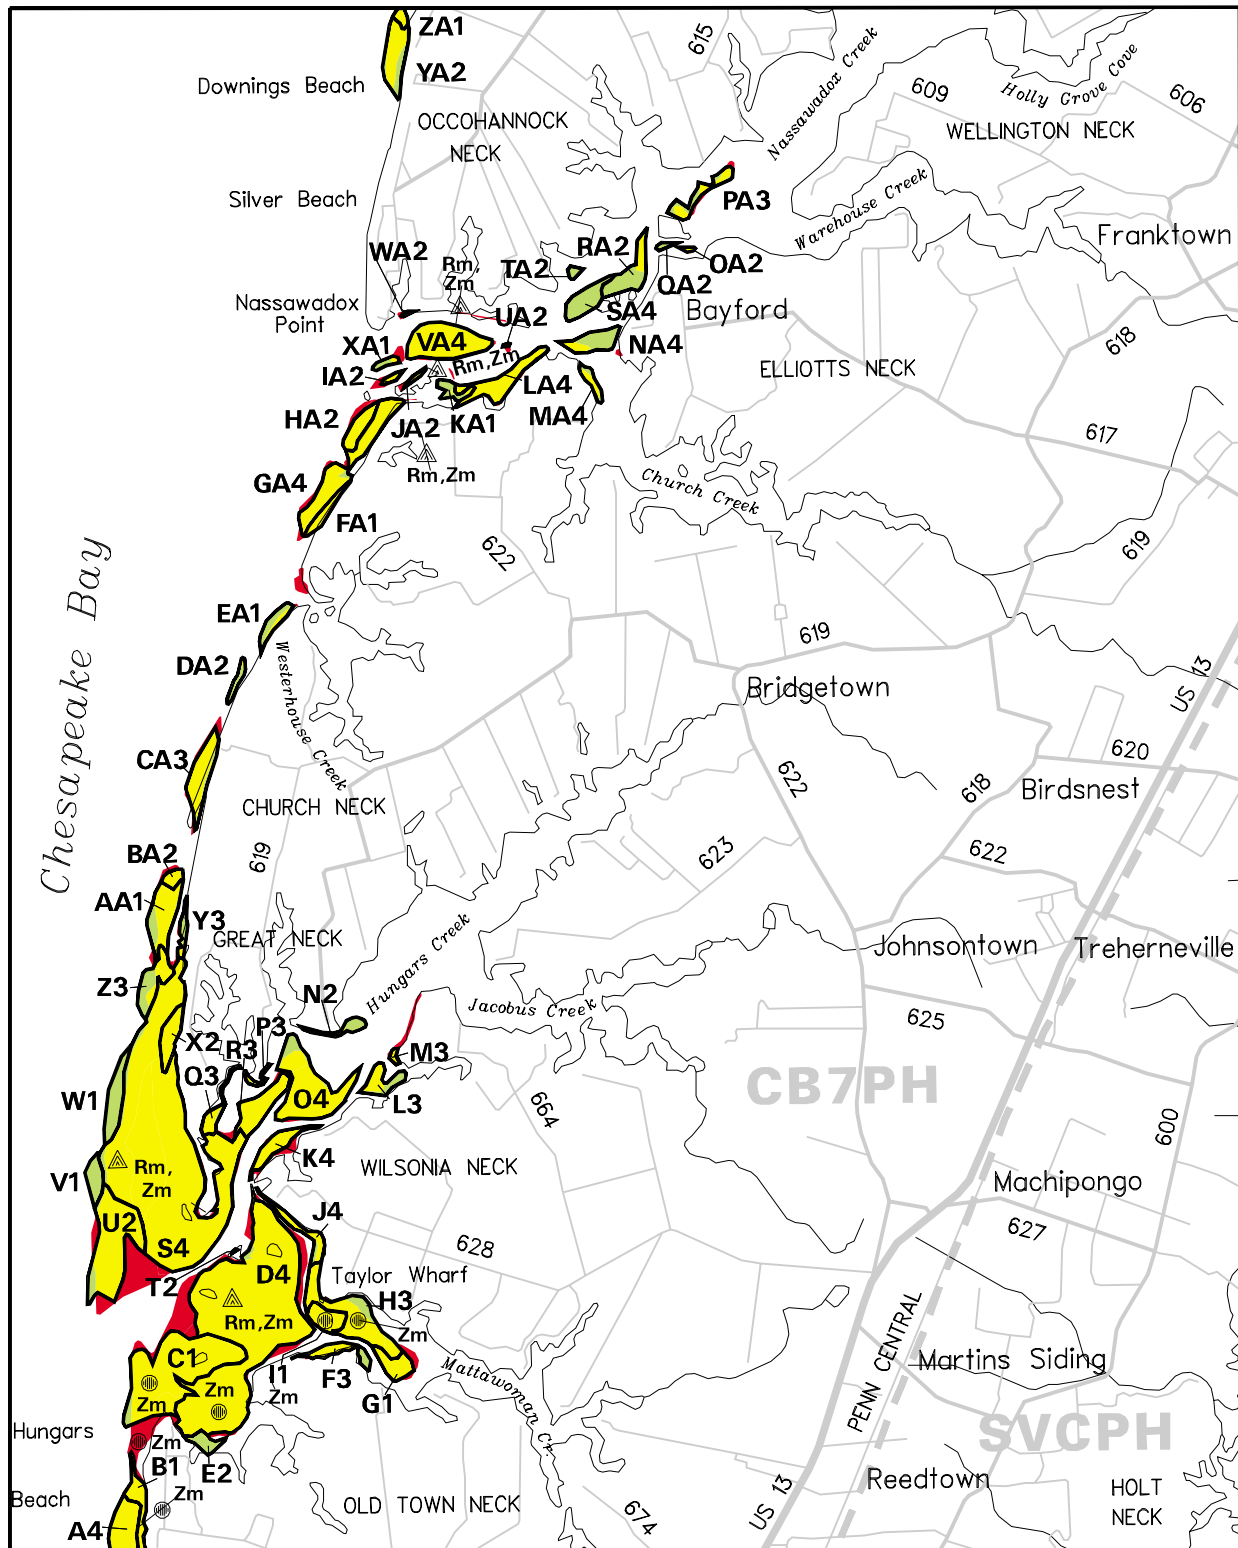 ZA1
615
YA2
Downings Beach
Nassawadox Creek
Holly Grove Cove
609
606
OCCOHANNOCK
NECK
WELLINGTON NECK
Silver Beach
PA3
Warehouse Creek
Franktown
WA2
RA2
TA2
OA2
Rm,
Zm
QA2
Nassawadox
Point
UA2
SA4
Bayford
XA1
VA4
NA4
618
Rm,Zm
IA2
LA4
ELLIOTTS NECK
HA2
JA2
KA1
MA4
617
Rm,Zm
GA4
Church Creek
FA1
622
619
Chesapeake Bay
EA1
619
DA2
Westerhouse Creek
US 13
Bridgetown
CA3
620
622
618
Birdsnest
CHURCH NECK
BA2
619
623
622
AA1
Y3
GREAT NECK
Hungars Creek
Johnsontown
Treherneville
Z3
N2
Jacobus Creek
P3
625
X2
R3
M3
Q3
CB7PH
W1
O4
L3
664
600
K4
WILSONIA NECK
Rm,
Zm
V1
Machipongo
U2
J4
627
S4
628
D4
Taylor Wharf
T2
H3
Rm,Zm
Zm
PENN CENTRAL
C1
I1
F3
Mattawoman Cr
Martins Siding
Zm
Zm
Zm
G1
Hungars
Zm
SVCPH
B1
E2
Reedtown
Zm
Beach
OLD TOWN NECK
HOLT
NECK
A4
674
US 13